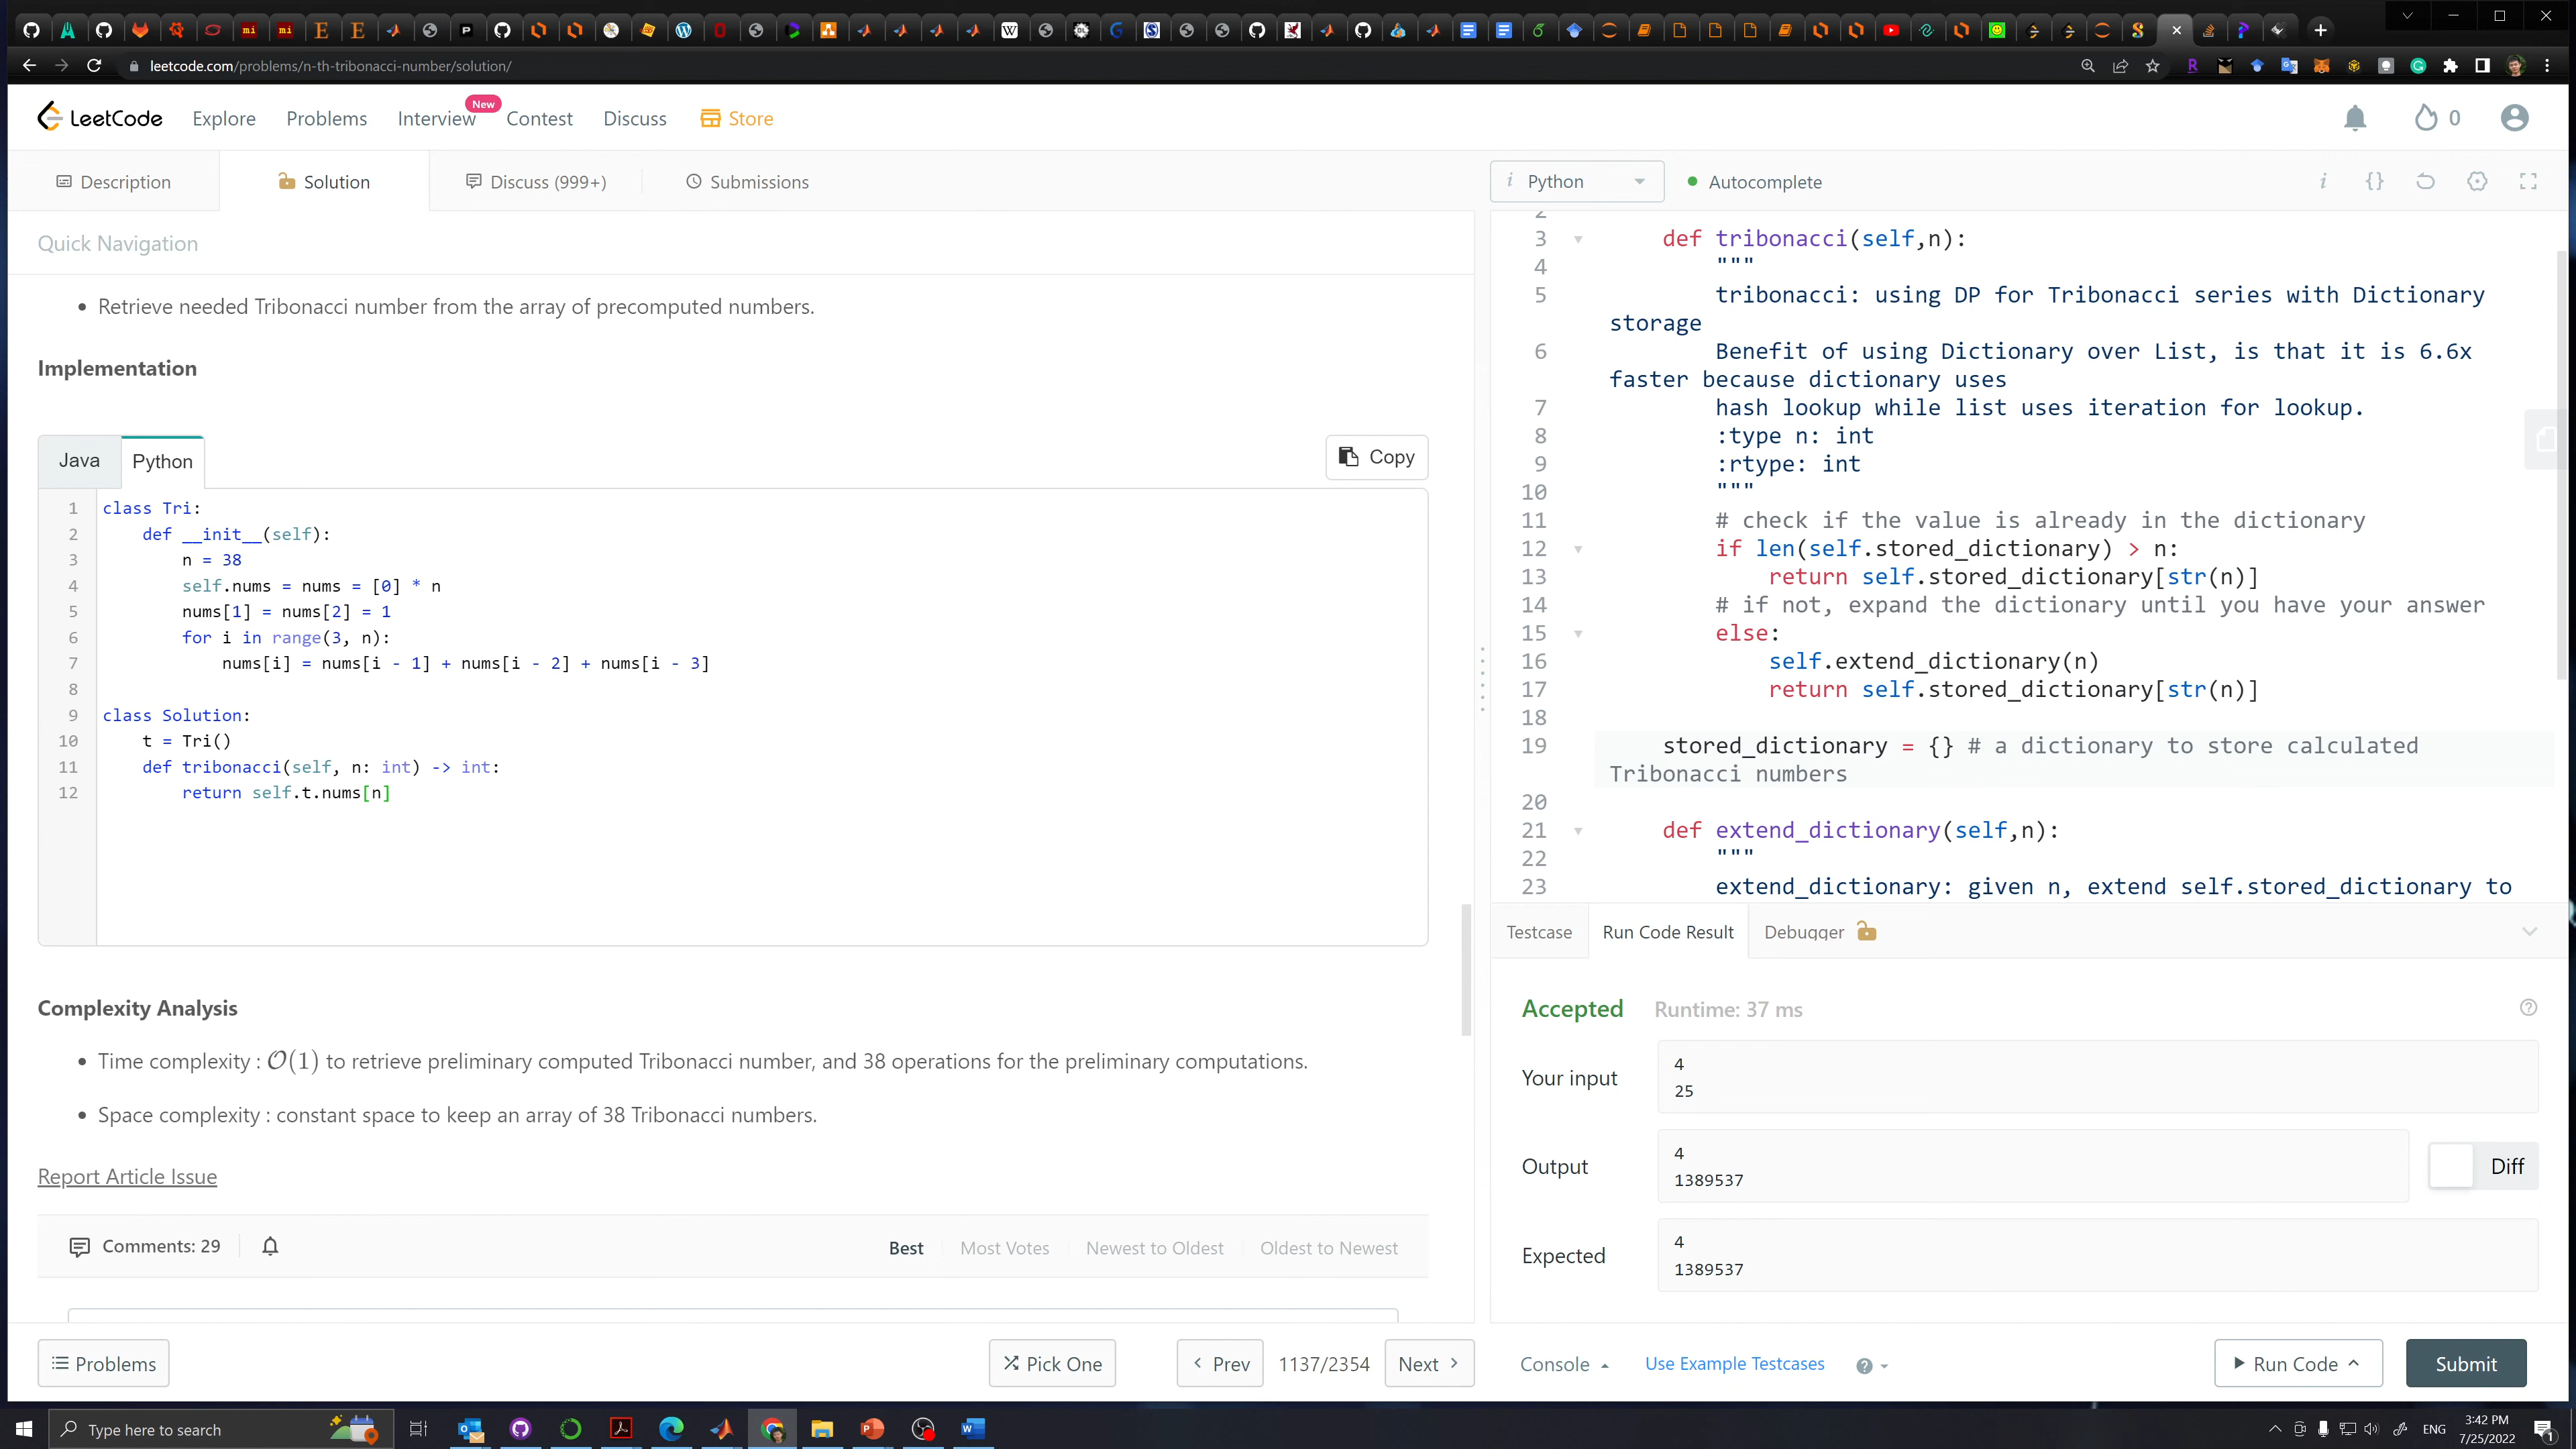 leetcode.com/problems/n-th-tribonacci-number/solution/
LeetCode
Explore
Problems
Interview
New
Contest
Discuss
Store
0
Description
Solution
Discuss (999+)
Submissions
Quick Navigation
Retrieve needed Tribonacci number from the array of precomputed numbers.
Implementation
Java
Python
Copy
1 class Tri:
2 def __init__(self):
3 n = 38
4 self.nums = nums = [0] * n
5 nums[1] = nums[2] = 1
6 for i in range(3, n):
7 nums[i] = nums[i - 1] + nums[i - 2] + nums[i - 3]
8
9 class Solution:
10 t = Tri()
11 def tribonacci(self, n: int) -> int:
12 return self.t.nums[n]
Complexity Analysis
Time complexity : O(1) to retrieve preliminary computed Tribonacci number, and 38 operations for the preliminary computations.
Space complexity : constant space to keep an array of 38 Tribonacci numbers.
Report Article Issue
Comments: 29
Best
Most Votes
Newest to Oldest
Oldest to Newest
Problems
Pick One
Prev
1137/2354
Next
i Python
Autocomplete
i {}
2
3 def tribonacci(self,n):
4 """
5 tribonacci: using DP for Tribonacci series with Dictionary
storage
6 Benefit of using Dictionary over List, is that it is 6.6x
faster because dictionary uses
7 hash lookup while list uses iteration for lookup.
8 :type n: int
9 :rtype: int
10 """
11 # check if the value is already in the dictionary
12 if len(self.stored_dictionary) > n:
13 return self.stored_dictionary[str(n)]
14 # if not, expand the dictionary until you have your answer
15 else:
16 self.extend_dictionary(n)
17 return self.stored_dictionary[str(n)]
18
19 stored_dictionary = {} # a dictionary to store calculated
Tribonacci numbers
20
21 def extend_dictionary(self,n):
22 """
23 extend_dictionary: given n, extend self.stored_dictionary to
Testcase
Run Code Result
Debugger
Accepted
Runtime: 37 ms
Your input
4
25
Output
4
1389537
Diff
Expected
4
1389537
Console
Use Example Testcases
Run Code
Submit
Type here to search
ENG
3:42 PM
7/25/2022
1